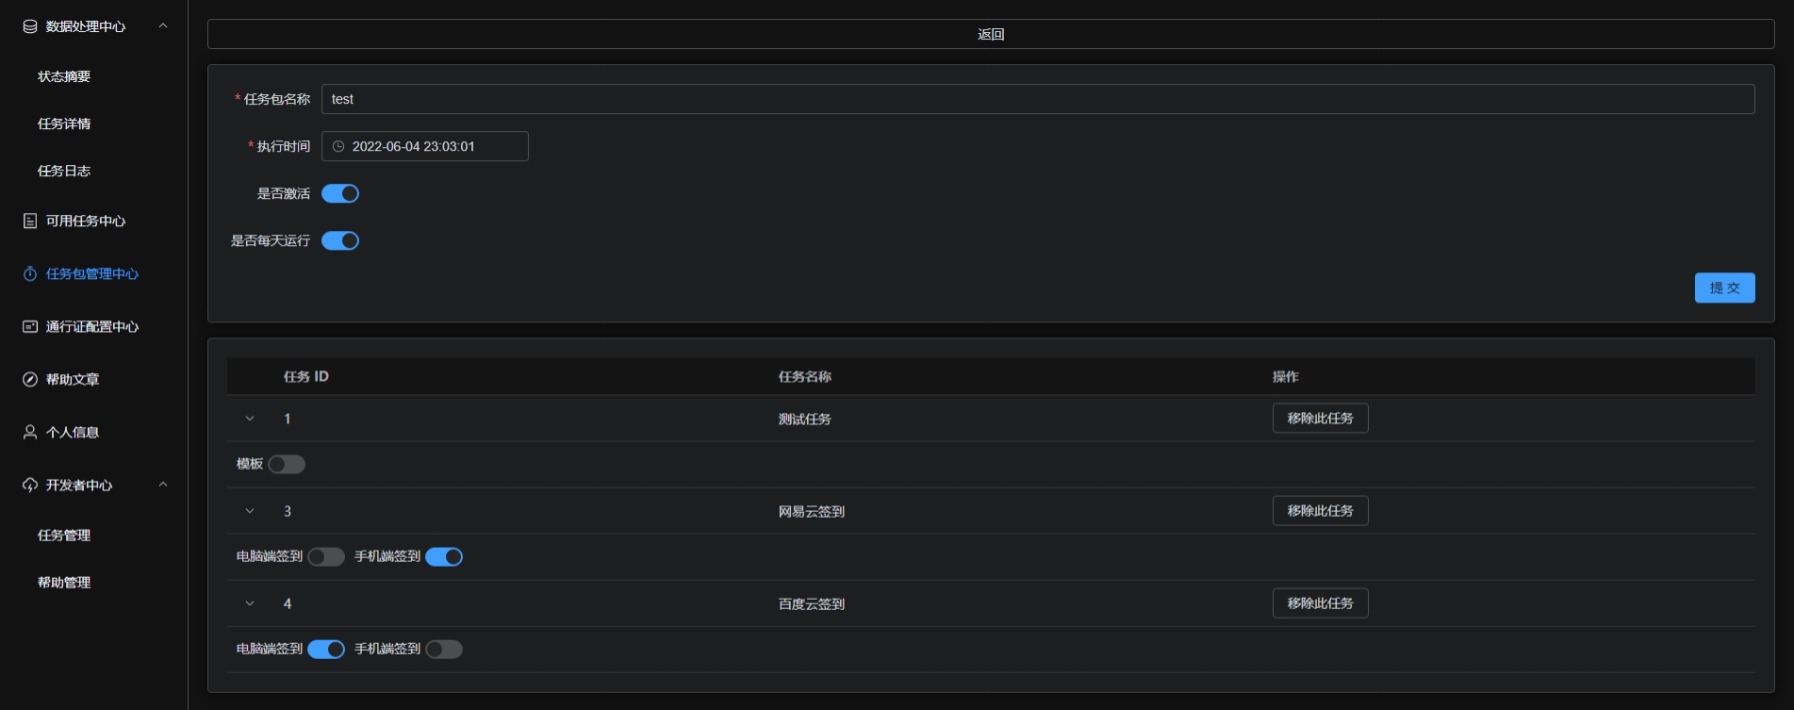 数据处理中心
状态摘要
任务详情
任务日志
可用任务中心
任务包管理中心
通行证配置中心
帮助文章
个人信息
开发者中心
任务管理
帮助管理
返回
* 任务包名称 test
* 执行时间 2022-06-04 23:03:01
是否激活
是否每天运行
提 交
任务 ID 任务名称 操作
1 测试任务 移除此任务
模板
3 网易云签到 移除此任务
电脑端签到 手机端签到
4 百度云签到 移除此任务
电脑端签到 手机端签到